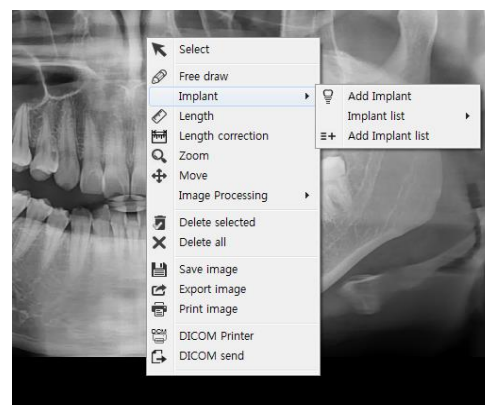 Select
Free draw
Implant
Add Implant
Implant list
Add Implant list
Length
Length correction
Zoom
Move
Image Processing
Delete selected
Delete all
Save image
Export image
Print image
DCM
DICOM Printer
DICOM send